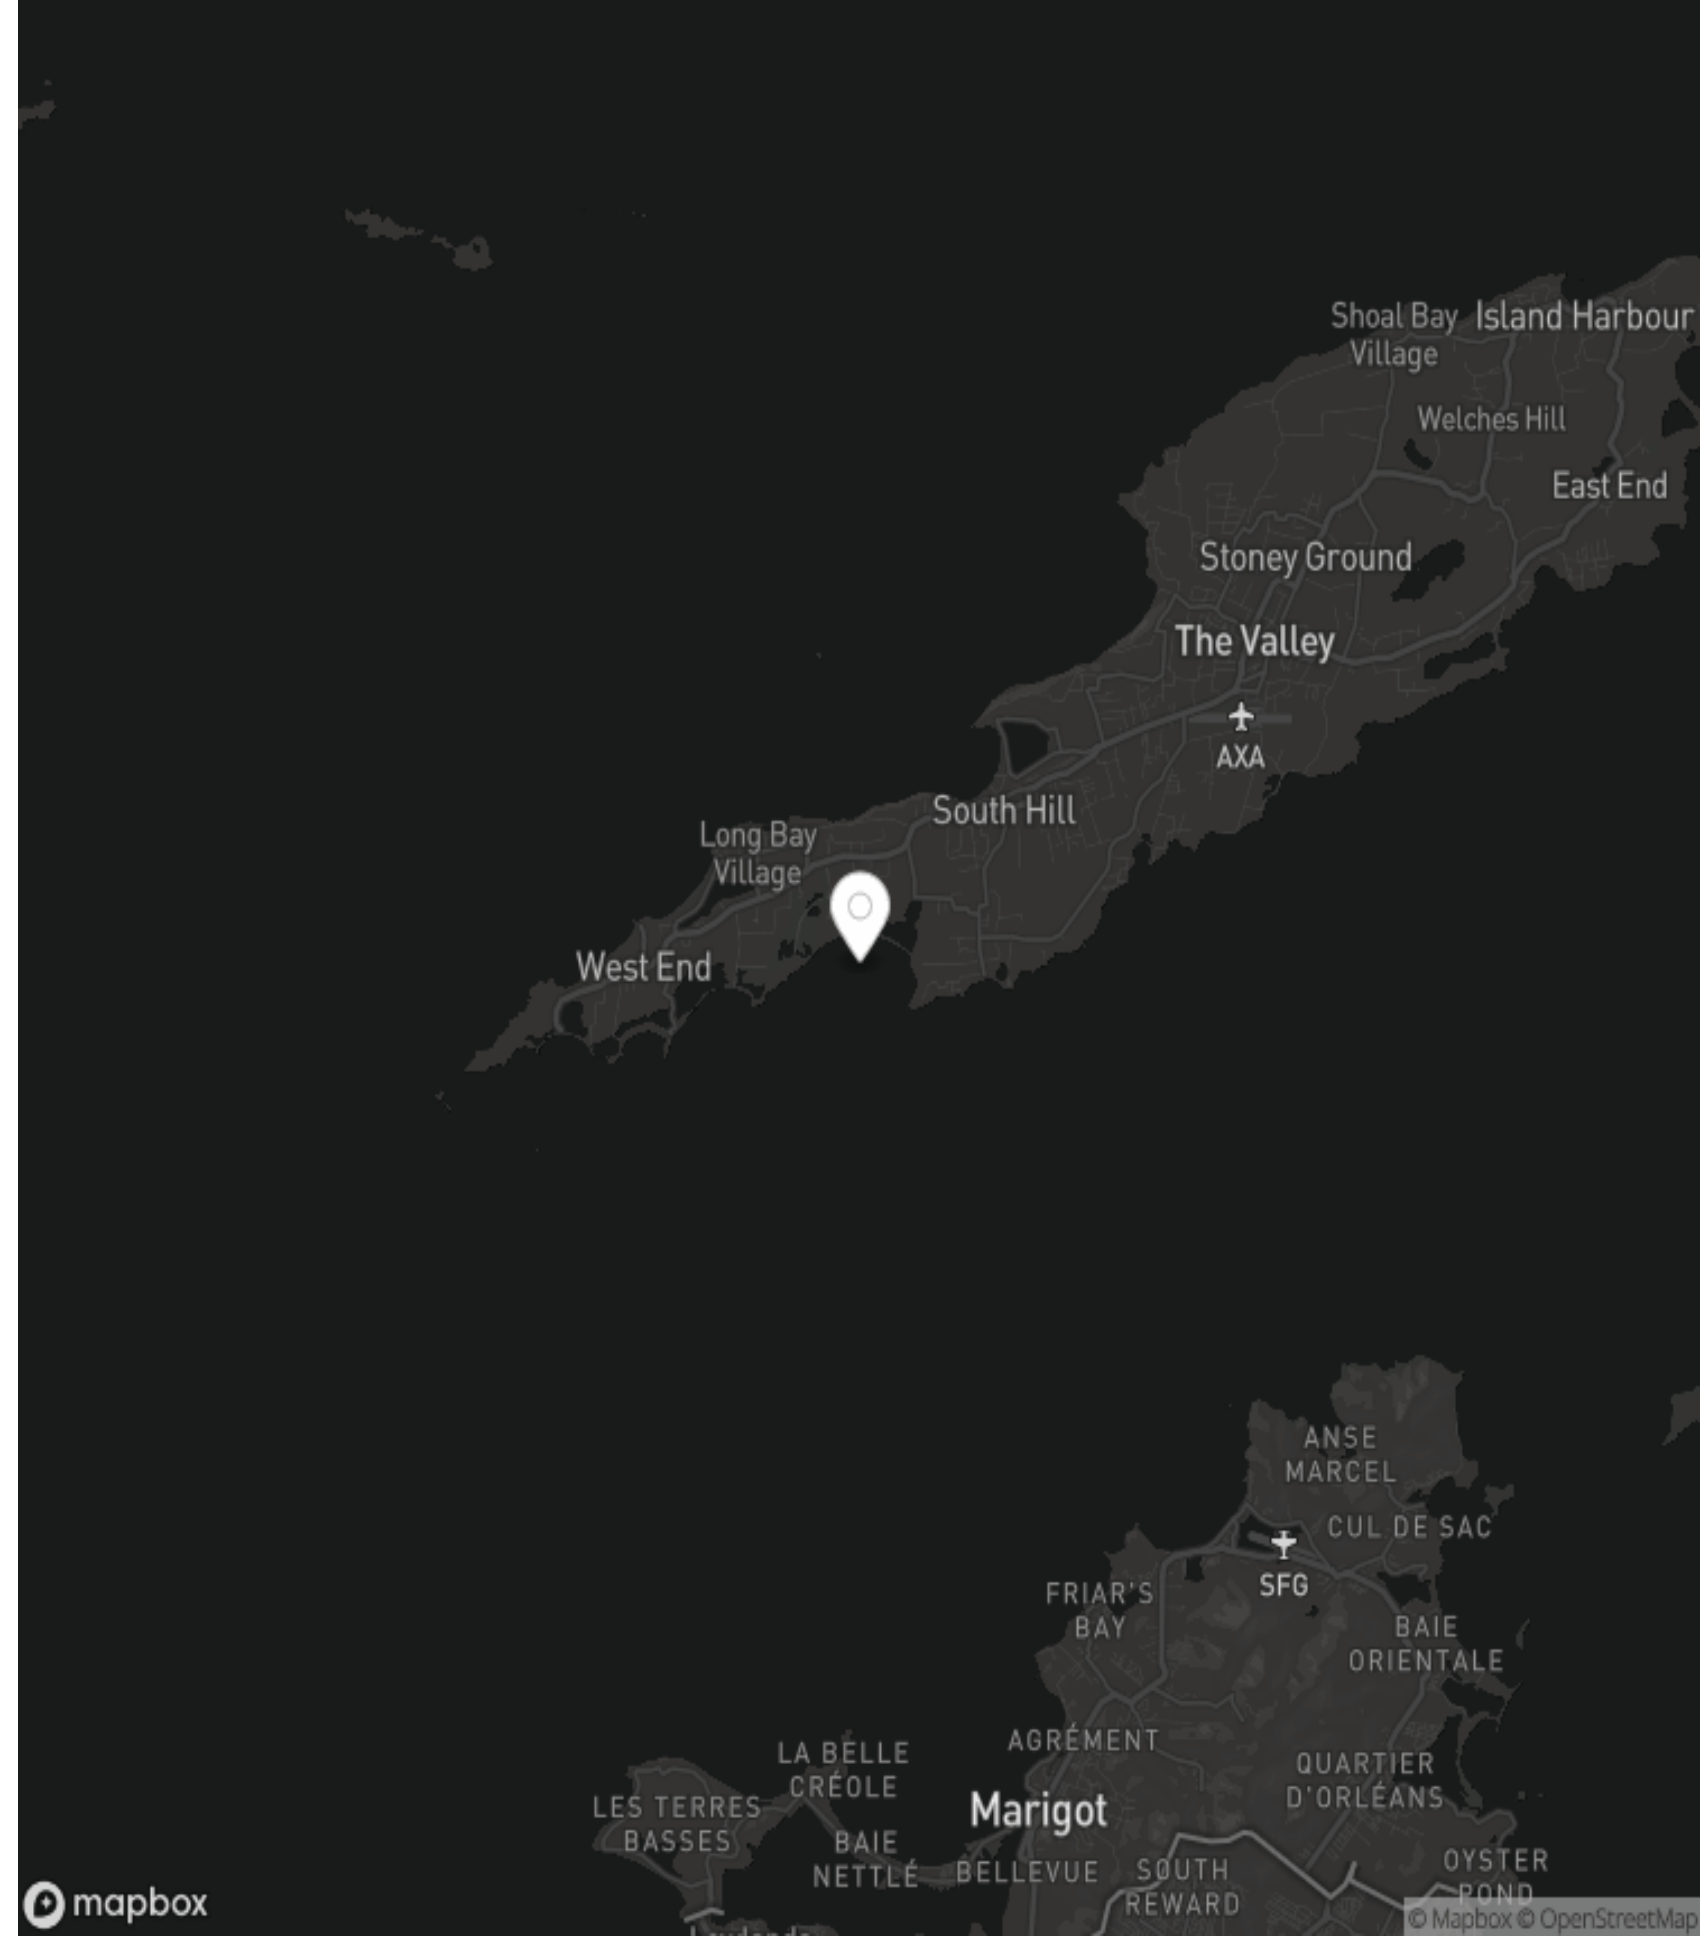 Shoal Bay
Village
Island Harbour
Welches Hill
East End
Stoney Ground
The Valley
AXA
South Hill
Long Bay
Village
West End
ANSE
MARCEL
CUL DE SAC
SFG
FRIAR'S
BAY
BAIE
ORIENTALE
AGRÉMENT
LA BELLE
CRÉOLE
QUARTIER
D'ORLÉANS
LES TERRES
BASSES
Marigot
BAIE
NETTLÉ
BELLEVUE
SOUTH
REWARD
OYSTER
POND
mapbox
© Mapbox © OpenStreetMap